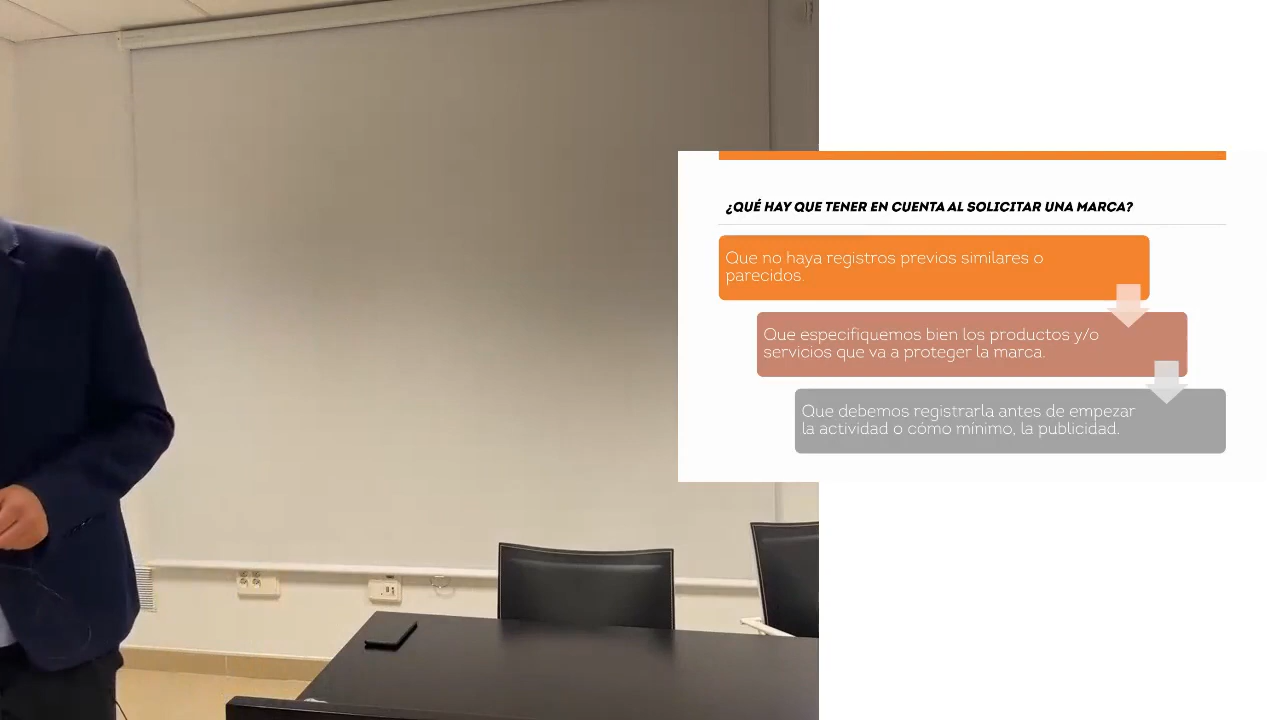 ¿QUÉ HAY QUE TENER EN CUENTA AL SOLICITAR UNA MARCA?
Que no haya registros previos similares o
parecidos.
Que especifiquemos bien los productos y/o
servicios que va a proteger la marca.
Que debemos registrarla antes de empezar
la actividad o cómo mínimo, la publicidad.